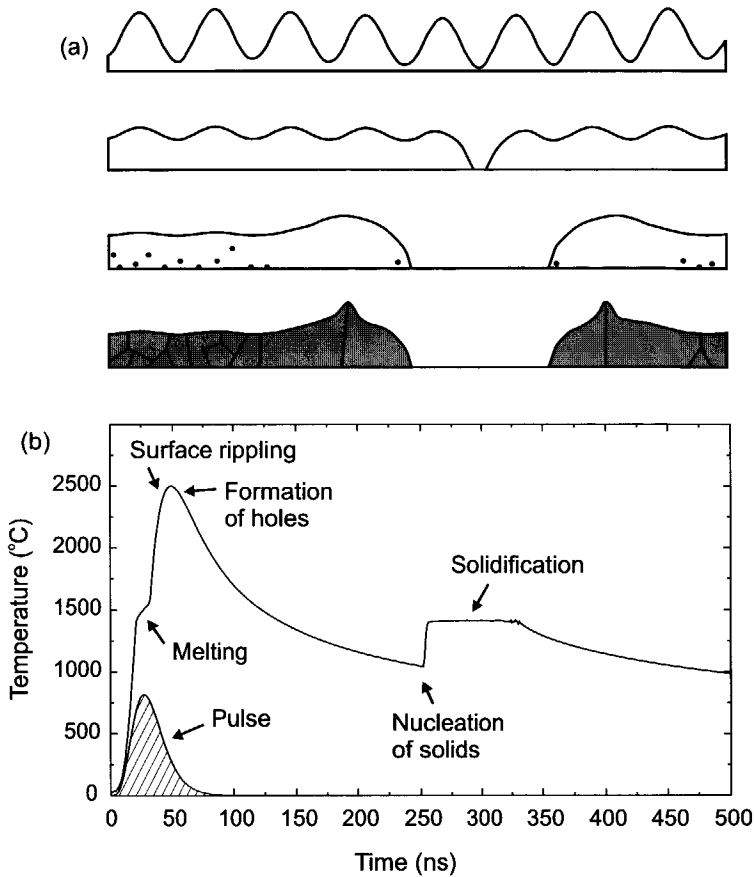 (a)
(b)
Surface rippling
Formation
of holes
Solidification
Melting
Nucleation
of solids
Pulse
Temperature (°C)
2500
2000
1500
1000
500
0
0 50 100 150 200 250 300 350 400 450 500
Time (ns)